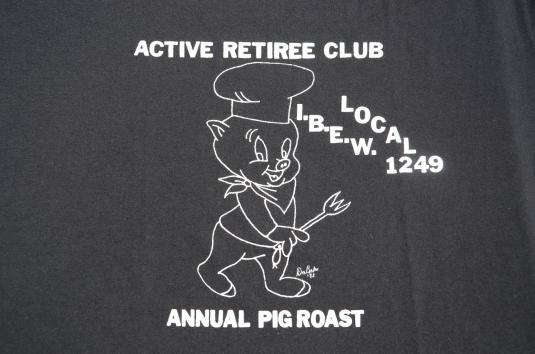 ACTIVE RETIREE CLUB
I.B.E.W. LOCAL
1249
ANNUAL PIG ROAST